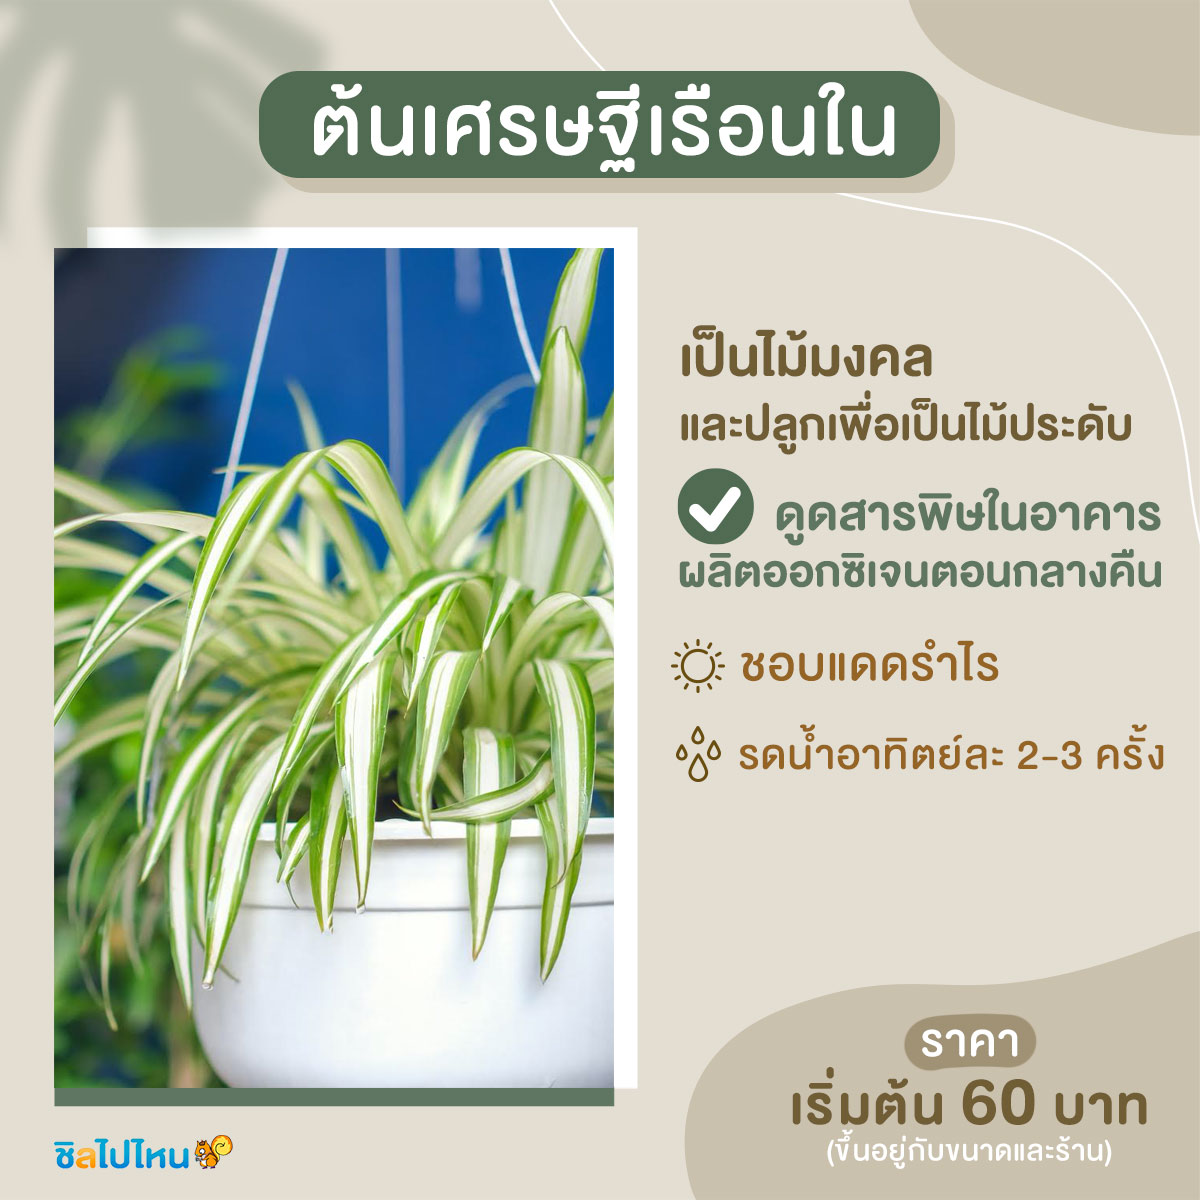 ต้นเศรษฐีเรือนใน
เป็นไม้มงคล
และปลูกเพื่อเป็นไม้ประดับ
ดูดสารพิษในอาคาร
ผลิตออกซิเจนตอนกลางคืน
ชอบแดดรำไร
รดน้ำอาทิตย์ละ 2-3 ครั้ง
ราคา
เริ่มต้น 60 บาท
(ขึ้นอยู่กับขนาดและร้าน)
ชิลไปไหน